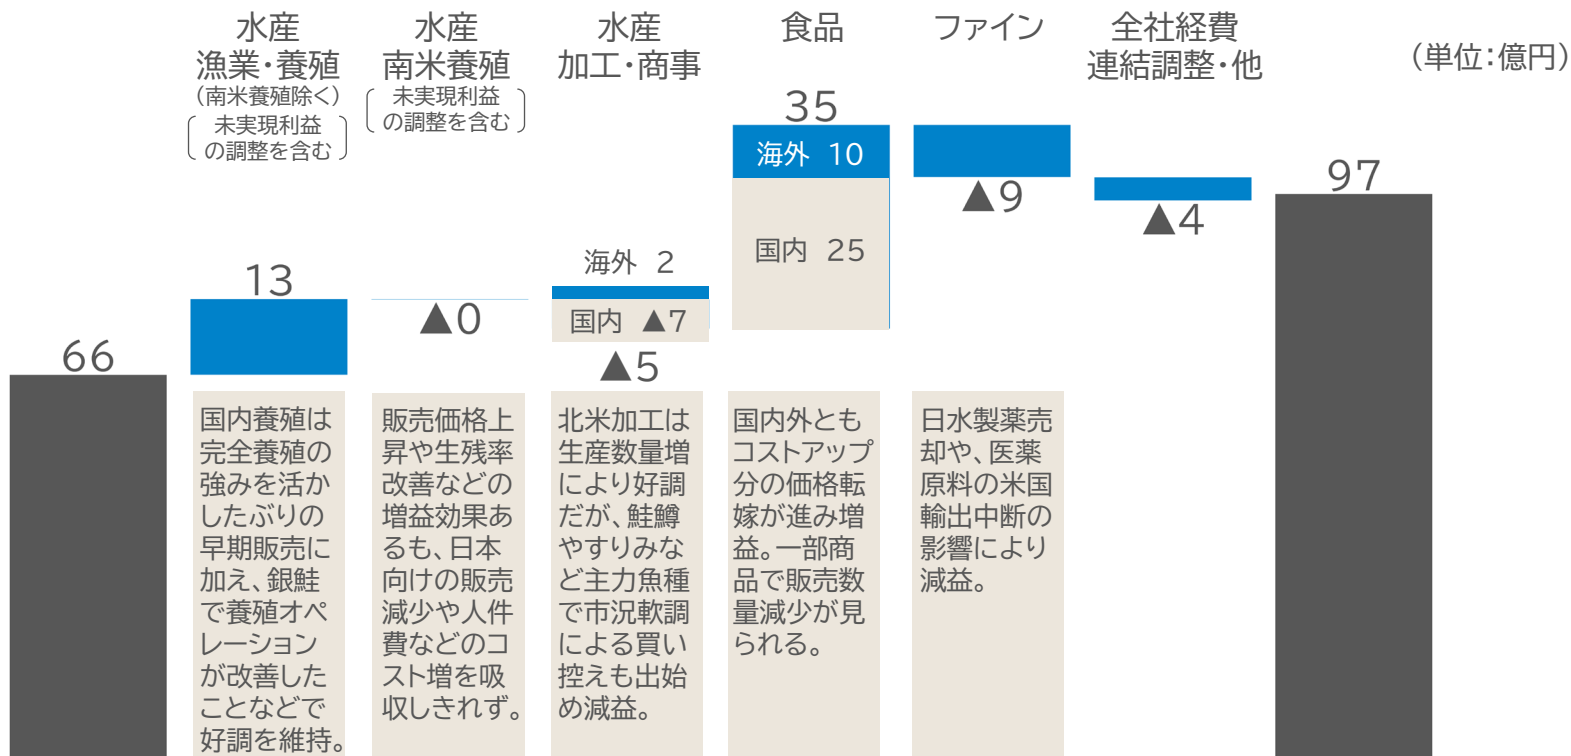 水産
漁業・養殖
(南米養殖除く)
未実現利益
の調整を含む
水産
南米養殖
未実現利益
の調整を含む
水産
加工・商事
食品
ファイン
全社経費
連結調整・他
(単位:億円)
66
13
▲0
海外 2
国内 ▲7
▲5
35
海外 10
国内 25
▲9
▲4
97
国内養殖は
完全養殖の
強みを活か
したぶりの
早期販売に
加え、銀鮭
で養殖オペ
レーション
が改善した
ことなどで
好調を維持。
販売価格上
昇や生残率
改善などの
増益効果あ
るも、日本
向けの販売
減少や人件
費などのコ
スト増を吸
収しきれず。
北米加工は
生産数量増
により好調
だが、鮭鱒
やすりみな
ど主力魚種
で市況軟調
による買い
控えも出始
め減益。
国内外とも
コストアップ
分の価格転
嫁が進み増
益。一部商
品で販売数
量減少が見
られる。
日水製薬売
却や、医薬
原料の米国
輸出中断の
影響により
減益。